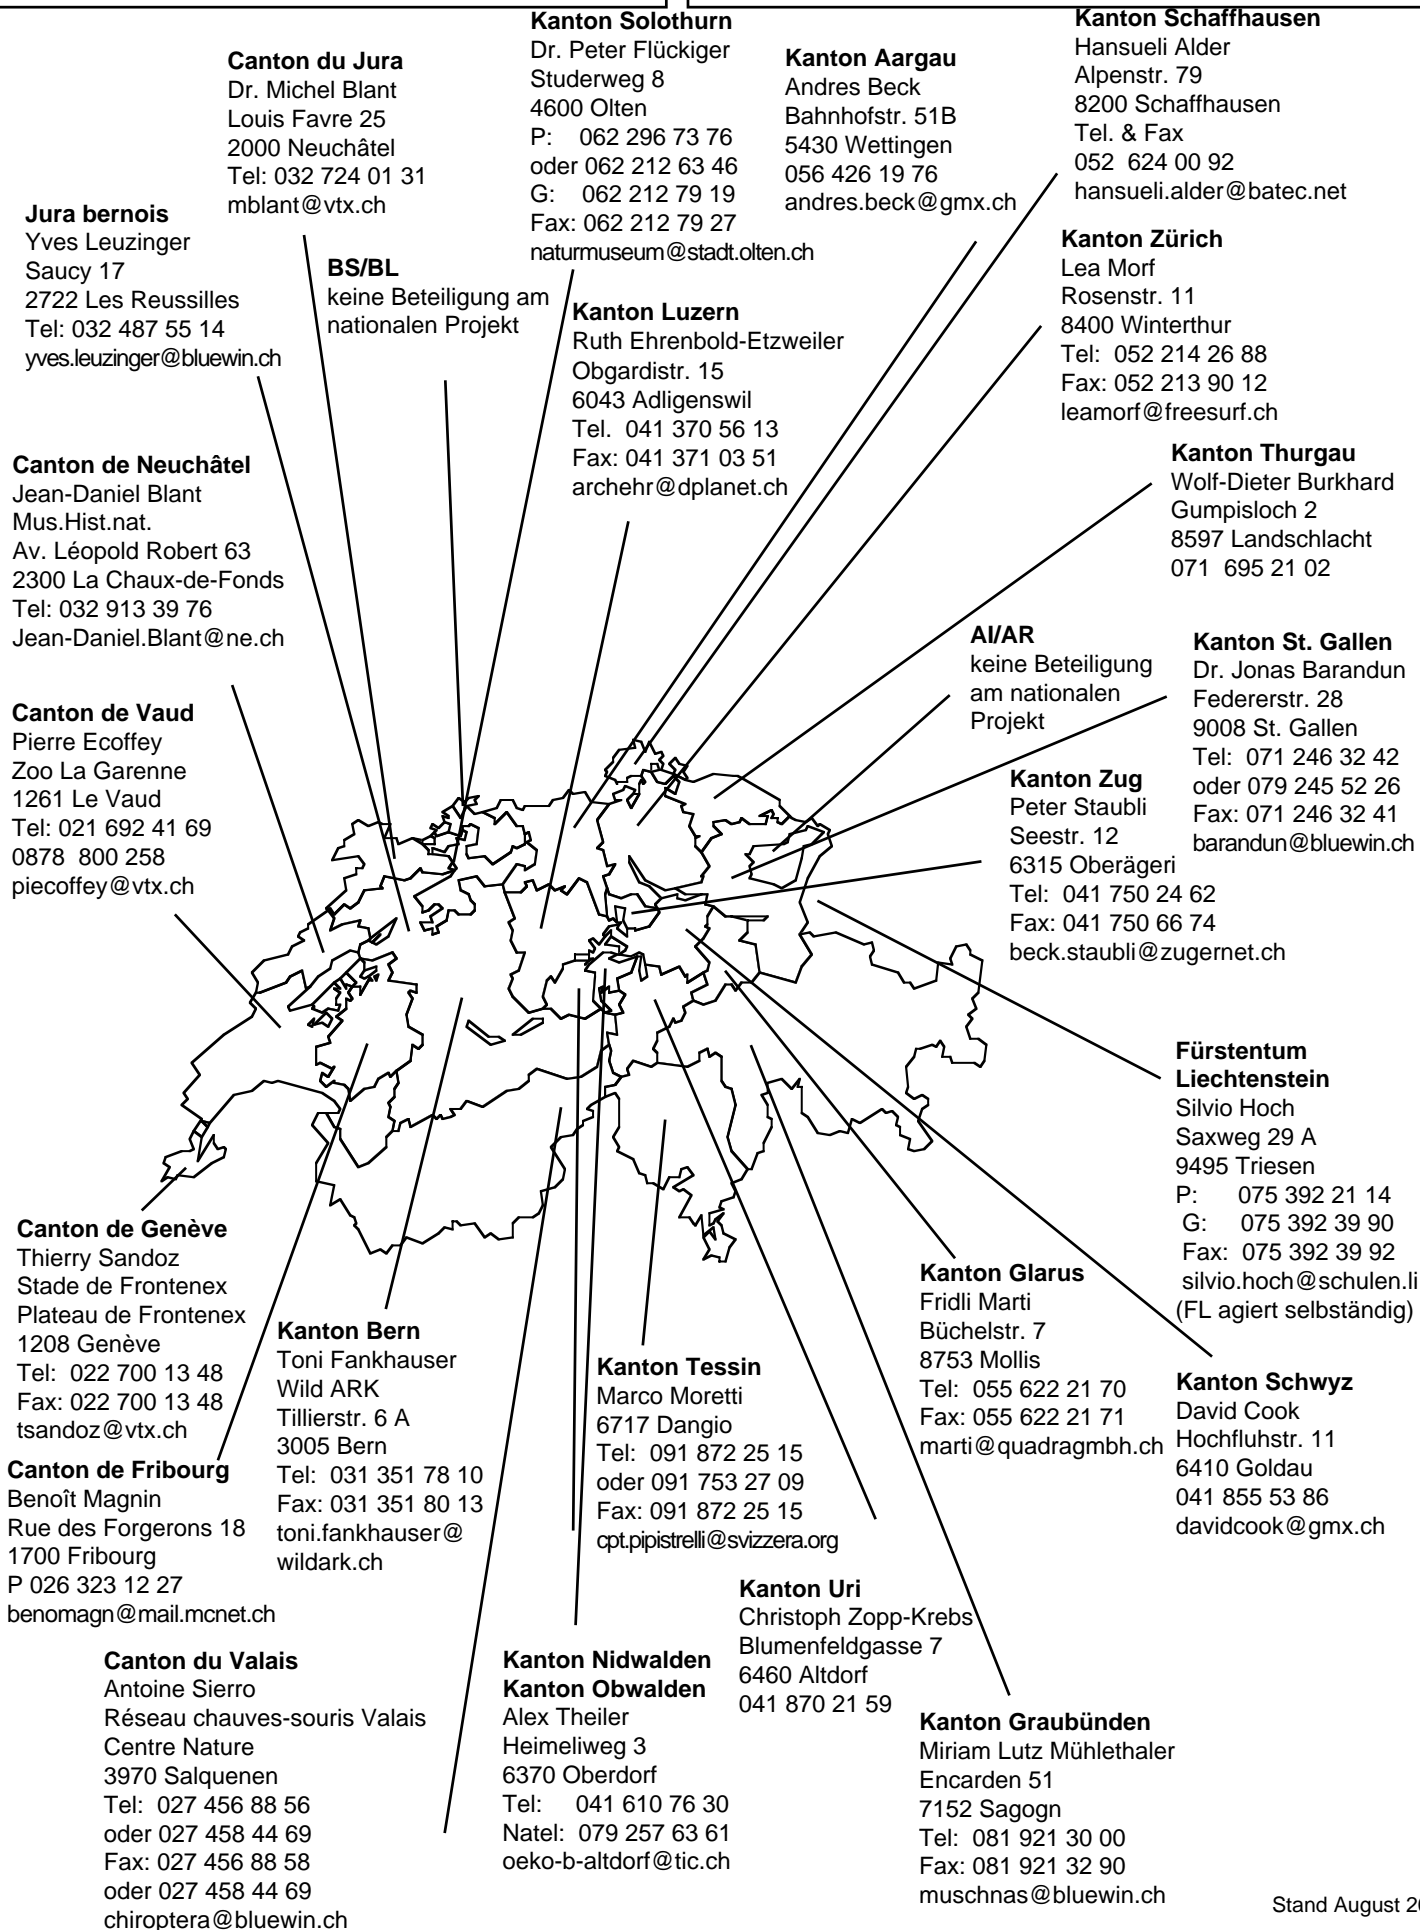 Kanton Solothurn
Dr. Peter Flückiger
Studerweg 8
4600 Olten
P: 062 296 73 76
oder 062 212 63 46
G: 062 212 79 19
Fax: 062 212 79 27
naturmuseum@stadt.olten.ch
Kanton Schaffhausen
Hansueli Alder
Alpenstr. 79
8200 Schaffhausen
Tel. & Fax
052 624 00 92
hansueli.alder@batec.net
Canton du Jura
Dr. Michel Blant
Louis Favre 25
2000 Neuchâtel
Tel: 032 724 01 31
mblant@vtx.ch
Kanton Aargau
Andres Beck
Bahnhofstr. 51B
5430 Wettingen
056 426 19 76
andres.beck@gmx.ch
Jura bernois
Yves Leuzinger
Saucy 17
2722 Les Reussilles
Tel: 032 487 55 14
yves.leuzinger@bluewin.ch
BS/BL
keine Beteiligung am
nationalen Projekt
Kanton Luzern
Ruth Ehrenbold-Etzweiler
Obgardistr. 15
6043 Adligenswil
Tel. 041 370 56 13
Fax: 041 371 03 51
archehr@dplanet.ch
Kanton Zürich
Lea Morf
Rosenstr. 11
8400 Winterthur
Tel: 052 214 26 88
Fax: 052 213 90 12
leamorf@freesurf.ch
Canton de Neuchâtel
Jean-Daniel Blant
Mus.Hist.nat.
Av. Léopold Robert 63
2300 La Chaux-de-Fonds
Tel: 032 913 39 76
Jean-Daniel.Blant@ne.ch
Kanton Thurgau
Wolf-Dieter Burkhard
Gumpisloch 2
8597 Landschlacht
071 695 21 02
AI/AR
keine Beteiligung
am nationalen
Projekt
Kanton St. Gallen
Dr. Jonas Barandun
Federerstr. 28
9008 St. Gallen
Tel: 071 246 32 42
oder 079 245 52 26
Fax: 071 246 32 41
barandun@bluewin.ch
Canton de Vaud
Pierre Ecoffey
Zoo La Garenne
1261 Le Vaud
Tel: 021 692 41 69
0878 800 258
piecoffey@vtx.ch
Kanton Zug
Peter Staubli
Seestr. 12
6315 Oberägeri
Tel: 041 750 24 62
Fax: 041 750 66 74
beck.staubli@zugernet.ch
Fürstentum
Liechtenstein
Silvio Hoch
Saxweg 29 A
9495 Triesen
P: 075 392 21 14
G: 075 392 39 90
Fax: 075 392 39 92
silvio.hoch@schulen.li
(FL agiert selbständig)
Canton de Genève
Thierry Sandoz
Stade de Frontenex
Plateau de Frontenex
1208 Genève
Tel: 022 700 13 48
Fax: 022 700 13 48
tsandoz@vtx.ch
Kanton Bern
Toni Fankhauser
Wild ARK
Tillierstr. 6 A
3005 Bern
Tel: 031 351 78 10
Fax: 031 351 80 13
toni.fankhauser@
wildark.ch
Kanton Tessin
Marco Moretti
6717 Dangio
Tel: 091 872 25 15
oder 091 753 27 09
Fax: 091 872 25 15
cpt.pipistrelli@svizzera.org
Kanton Glarus
Fridli Marti
Büchelstr. 7
8753 Mollis
Tel: 055 622 21 70
Fax: 055 622 21 71
marti@quadragmbh.ch
Kanton Schwyz
David Cook
Hochfluhstr. 11
6410 Goldau
041 855 53 86
davidcook@gmx.ch
Canton de Fribourg
Benoît Magnin
Rue des Forgerons 18
1700 Fribourg
P 026 323 12 27
benomagn@mail.mcnet.ch
Kanton Uri
Christoph Zopp-Krebs
Blumenfeldgasse 7
6460 Altdorf
041 870 21 59
Canton du Valais
Antoine Sierro
Réseau chauves-souris Valais
Centre Nature
3970 Salquenen
Tel: 027 456 88 56
oder 027 458 44 69
Fax: 027 456 88 58
oder 027 458 44 69
chiroptera@bluewin.ch
Kanton Nidwalden
Kanton Obwalden
Alex Theiler
Heimeliweg 3
6370 Oberdorf
Tel: 041 610 76 30
Natel: 079 257 63 61
oeko-b-altdorf@tic.ch
Kanton Graubünden
Miriam Lutz Mühlethaler
Encarden 51
7152 Sagogn
Tel: 081 921 30 00
Fax: 081 921 32 90
muschnas@bluewin.ch
Stand August